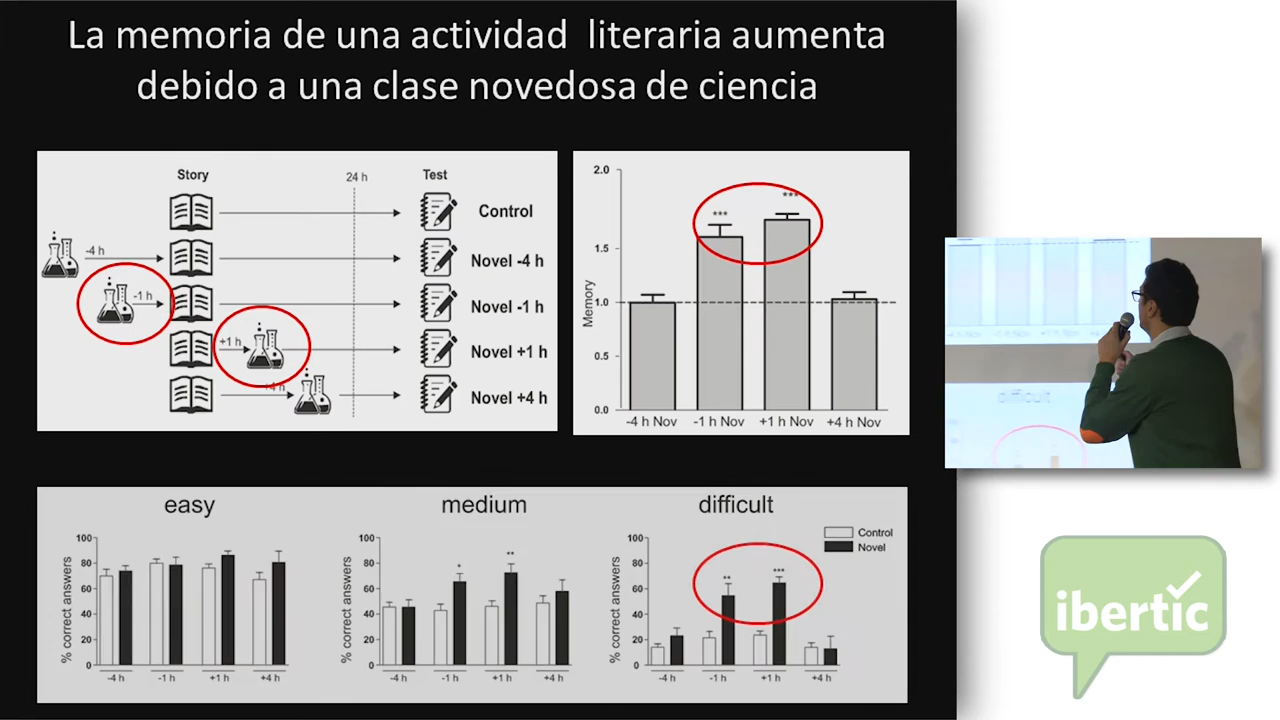 La memoria de una actividad literaria aumenta
debido a una clase novedosa de ciencia
Story
24 h
Test
Control
-4 h
Novel -4 h
-1 h
Novel -1 h
+1 h
Novel +1 h
+4 h
Novel +4 h
Memory
2.0
1.5
1.0
0.5
0.0
***
***
-4 h Nov
-1 h Nov
+1 h Nov
+4 h Nov
easy
% correct answers
100
80
60
40
20
0
-4 h
-1 h
+1 h
+4 h
medium
% correct answers
100
80
60
40
20
0
*
**
-4 h
-1 h
+1 h
+4 h
difficult
% correct answers
100
80
60
40
20
0
**
***
-4 h
-1 h
+1 h
+4 h
Control
Novel
difficult
ibertic